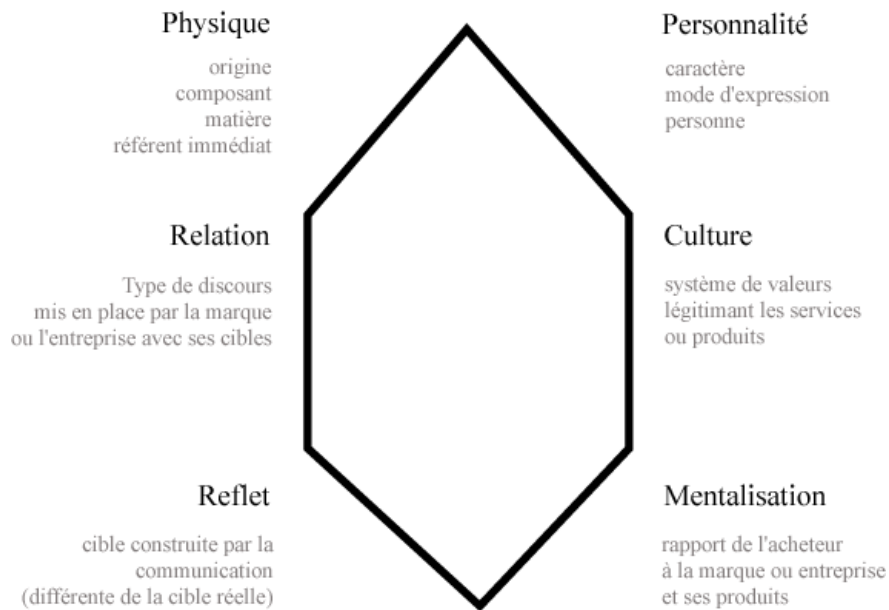 Physique
origine
composant
matière
référent immédiat
Personnalité
caractère
mode d'expression
personne
Relation
Type de discours
mis en place par la marque
ou l'entreprise avec ses cibles
Culture
système de valeurs
légitimant les services
ou produits
Reflet
cible construite par la
communication
(différente de la cible réelle)
Mentalisation
rapport de l'acheteur
à la marque ou entreprise
et ses produits